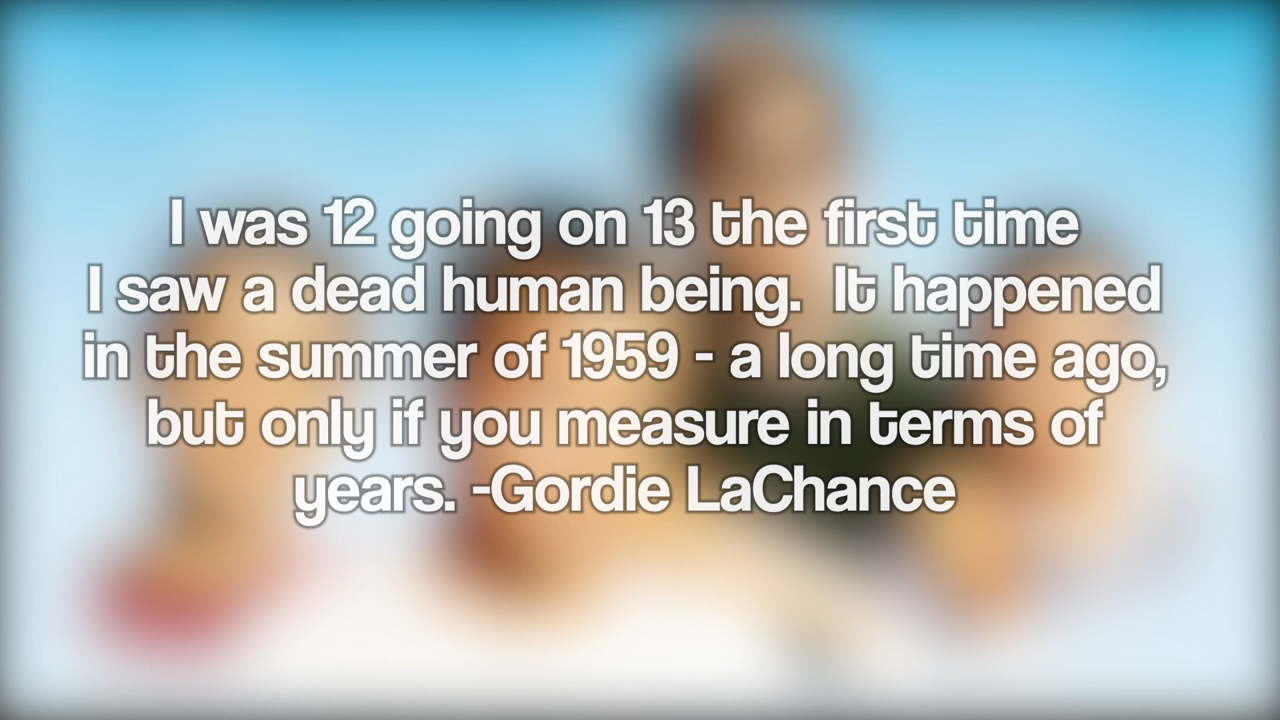 I was 12 going on 13 the first time
I saw a dead human being.  It happened
in the summer of 1959 - a long time ago,
but only if you measure in terms of
years. -Gordie LaChance